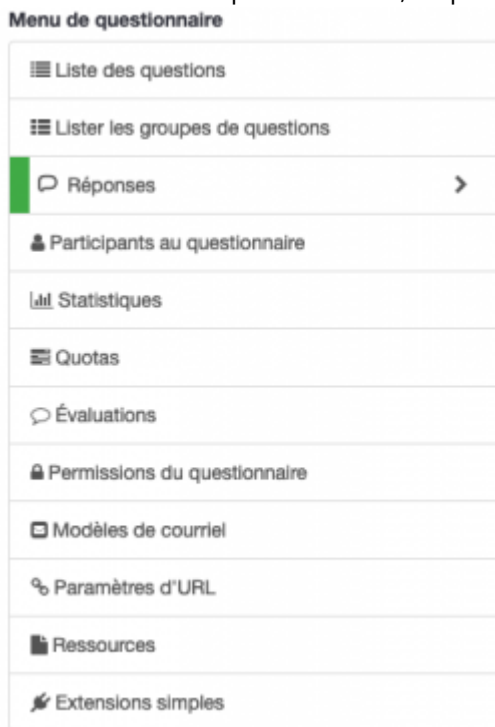 Menu de questionnaire
Liste des questions
Lister les groupes de questions
Réponses
Participants au questionnaire
Statistiques
Quotas
Évaluations
Permissions du questionnaire
Modèles de courriel
Paramètres d'URL
Ressources
Extensions simples